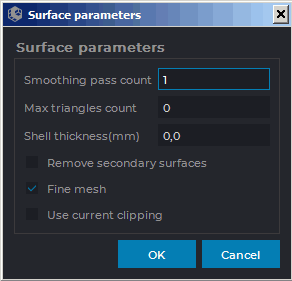 Surface parameters
Surface parameters
Smoothing pass count 1
Max triangles count 0
Shell thickness(mm) 0,0
Remove secondary surfaces
Fine mesh
Use current clipping
OK Cancel